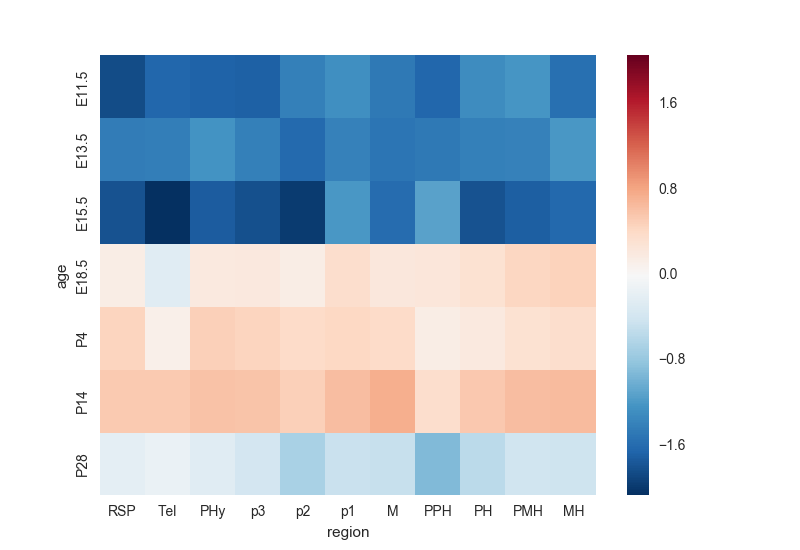 E11.5
E13.5
E15.5
E18.5
P4
P14
P28
age
RSP Tel PHy p3 p2 p1 M PPH PH PMH MH
region
1.6
0.8
0.0
−0.8
−1.6